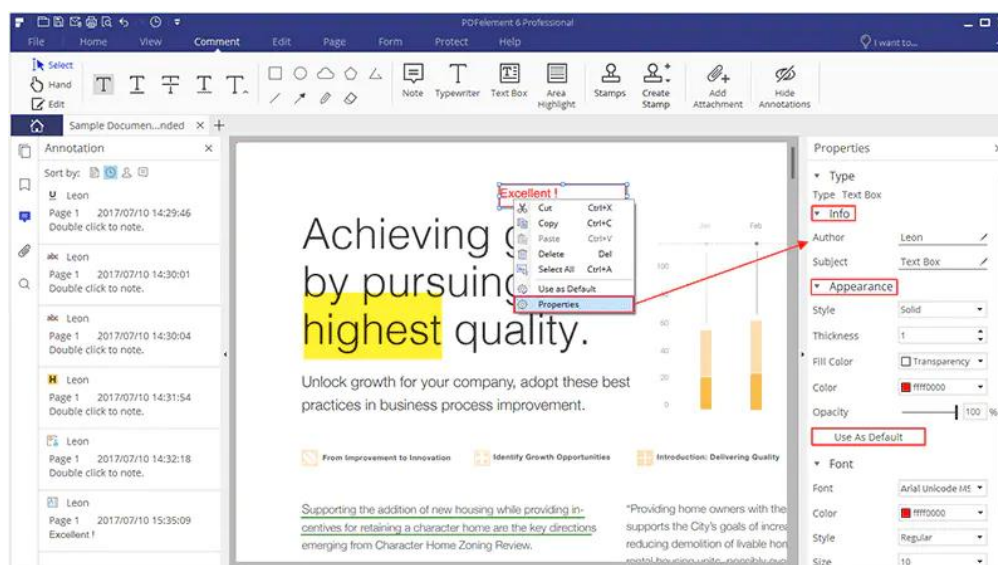 PDFelement 6 Professional
File Home View Comment Edit Page Form Protect Help I want to...
Select
Hand
Edit
Note Typewriter Text Box Area Highlight Stamps Create Stamp Add Attachment Hide Annotations
Sample Documen...nded
Annotation
Sort by:
U Leon
Page 1 2017/07/10 14:29:46
Double click to note.
abc Leon
Page 1 2017/07/10 14:30:01
Double click to note.
abc Leon
Page 1 2017/07/10 14:30:04
Double click to note.
H Leon
Page 1 2017/07/10 14:31:54
Double click to note.
Leon
Page 1 2017/07/10 14:32:18
Double click to note.
Leon
Page 1 2017/07/10 15:35:09
Excellent !
Excellent !
Cut Ctrl+X
Copy Ctrl+C
Paste Ctrl+V
Delete Del
Select All Ctrl+A
Use as Default
Properties
Achieving
by pursuing
highest quality.
Unlock growth for your company, adopt these best
practices in business process improvement.
Jan Feb
100
60
40
20
0
From Improvement to Innovation
Identify Growth Opportunities
Introduction: Delivering Quality
Supporting the addition of new housing while providing in-
centives for retaining a character home are the key directions
emerging from Character Home Zoning Review.
"Providing home owners with the
supports the City's goals of increa
reducing demolition of livable hon
rental housing units, possibly
Properties
Type
Type Text Box
Info
Author Leon
Subject Text Box
Appearance
Style Solid
Thickness 1
Fill Color Transparency
Color ffff0000
Opacity 100 %
Use As Default
Font
Font Arial Unicode MS
Color ffff0000
Style Regular
Size 10